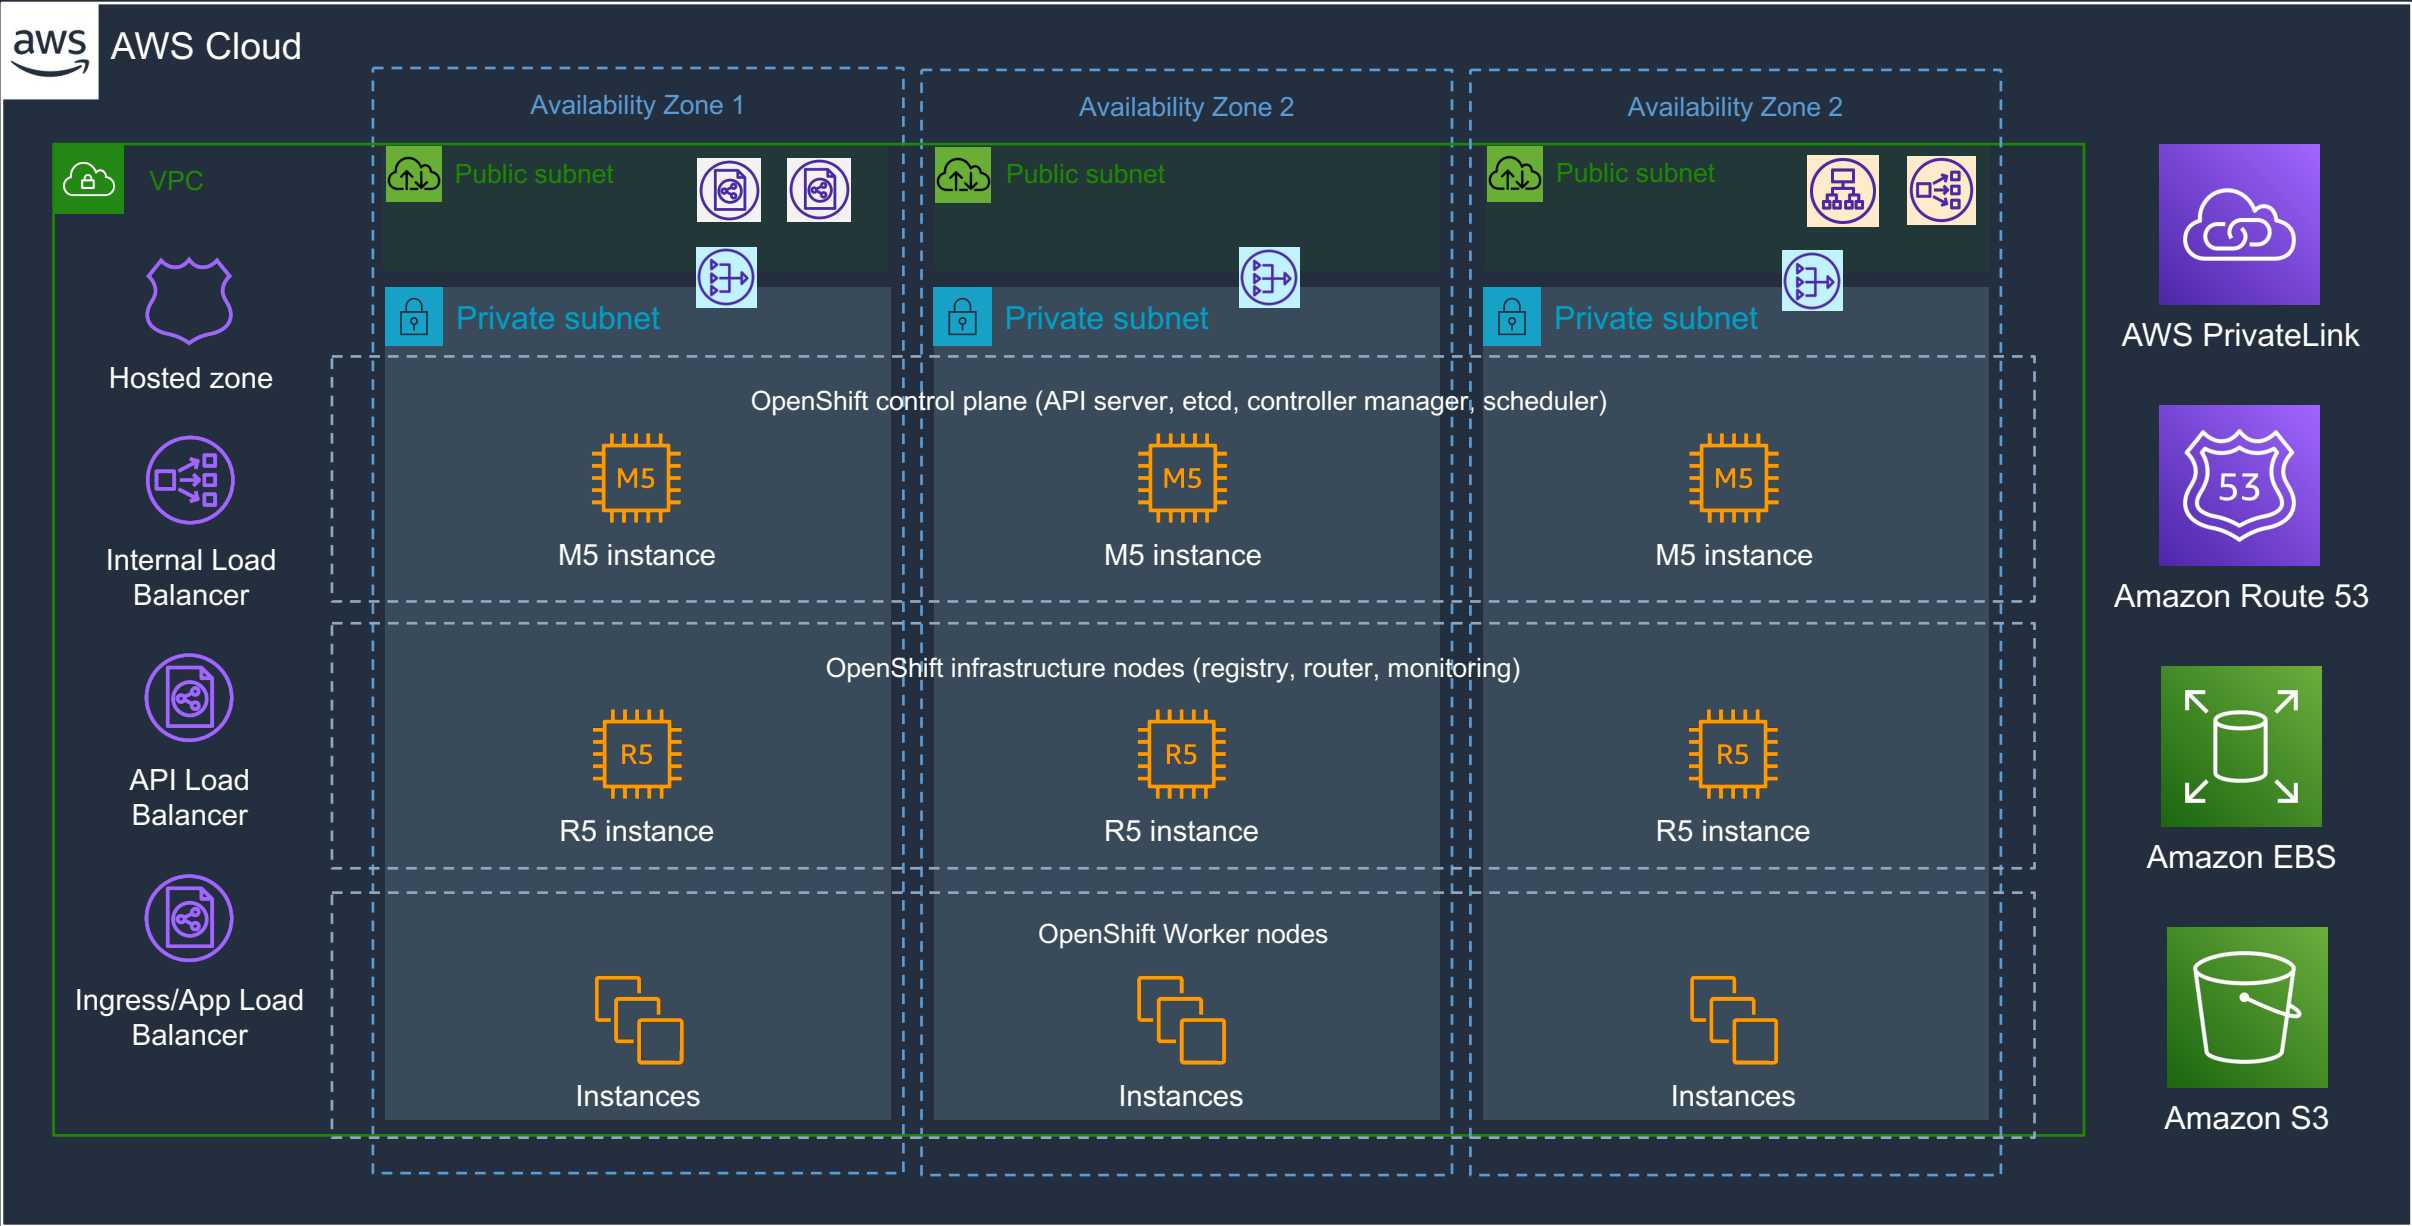 aws
AWS Cloud
Availability Zone 1
Availability Zone 2
Availability Zone 2
VPC
Public subnet
Public subnet
Public subnet
Private subnet
Private subnet
Private subnet
Hosted zone
Internal Load
Balancer
API Load
Balancer
Ingress/App Load
Balancer
OpenShift control plane (API server, etcd, controller manager, scheduler)
M5
M5
M5
M5 instance
M5 instance
M5 instance
OpenShift infrastructure nodes (registry, router, monitoring)
R5
R5
R5
R5 instance
R5 instance
R5 instance
OpenShift Worker nodes
Instances
Instances
Instances
AWS PrivateLink
53
Amazon Route 53
Amazon EBS
Amazon S3